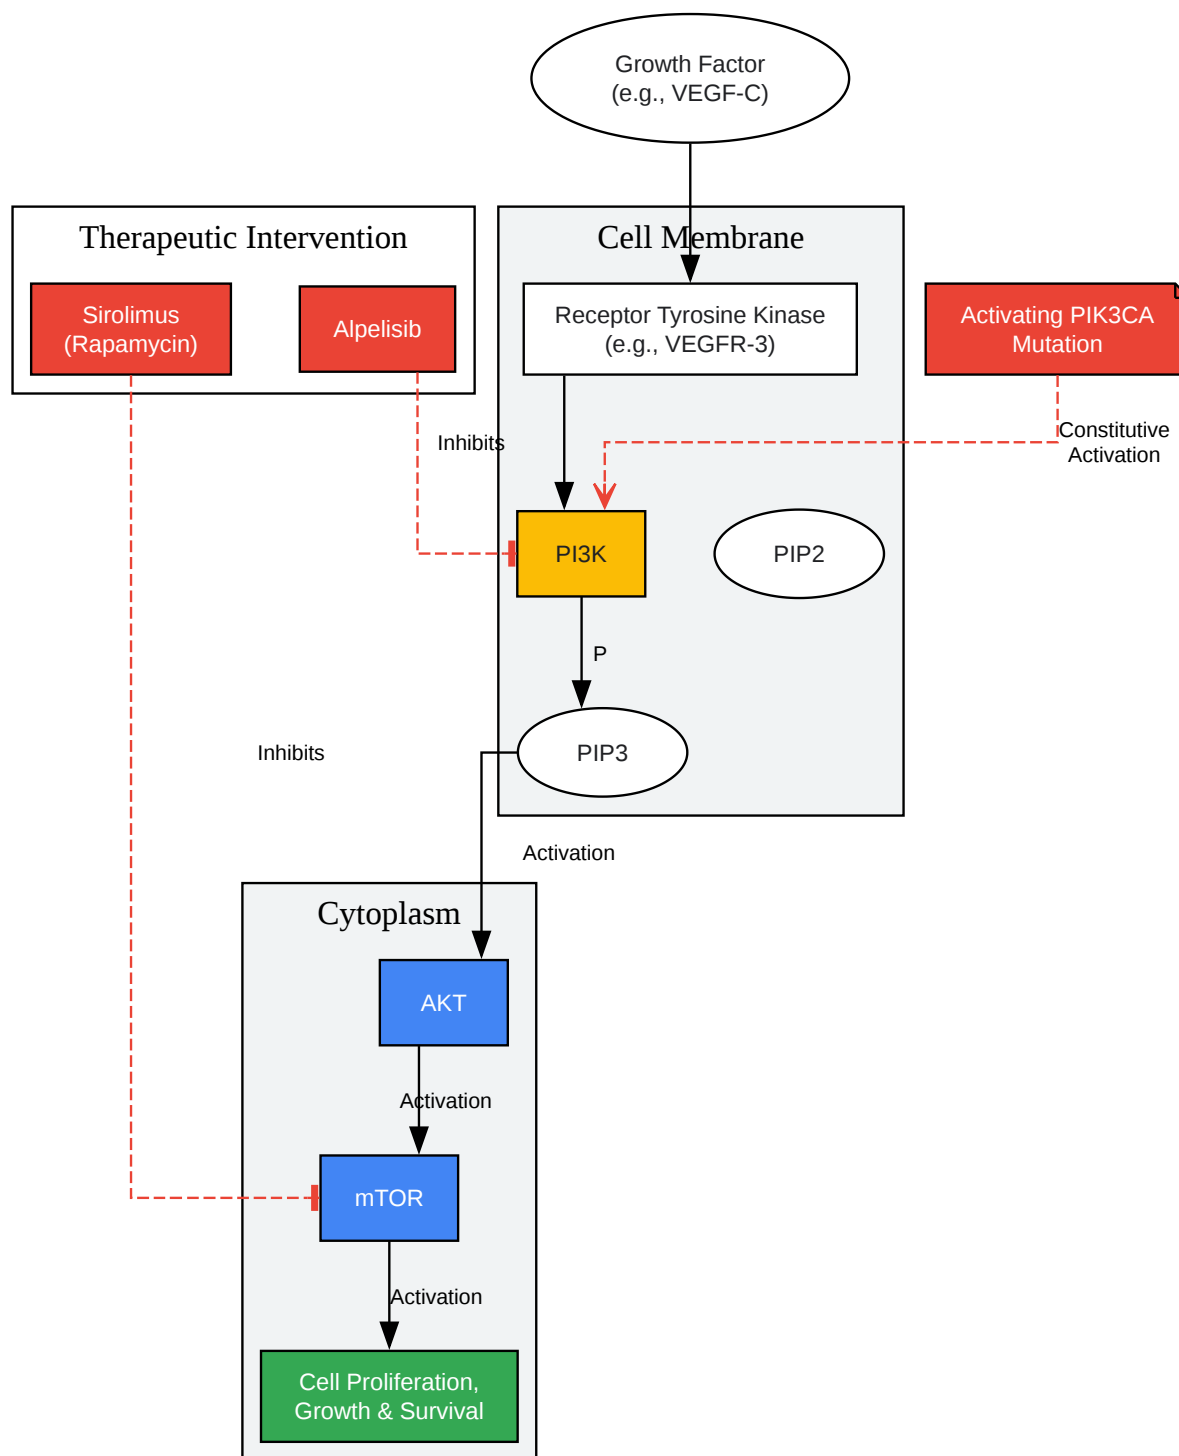 Growth Factor
(e.g., VEGF-C)
Therapeutic Intervention
Cell Membrane
Sirolimus
(Rapamycin)
Alpelisib
Receptor Tyrosine Kinase
(e.g., VEGFR-3)
Activating PIK3CA
Mutation
Inhibits
Constitutive
Activation
PI3K
PIP2
P
PIP3
Inhibits
Activation
Cytoplasm
AKT
Activation
mTOR
Activation
Cell Proliferation,
Growth & Survival